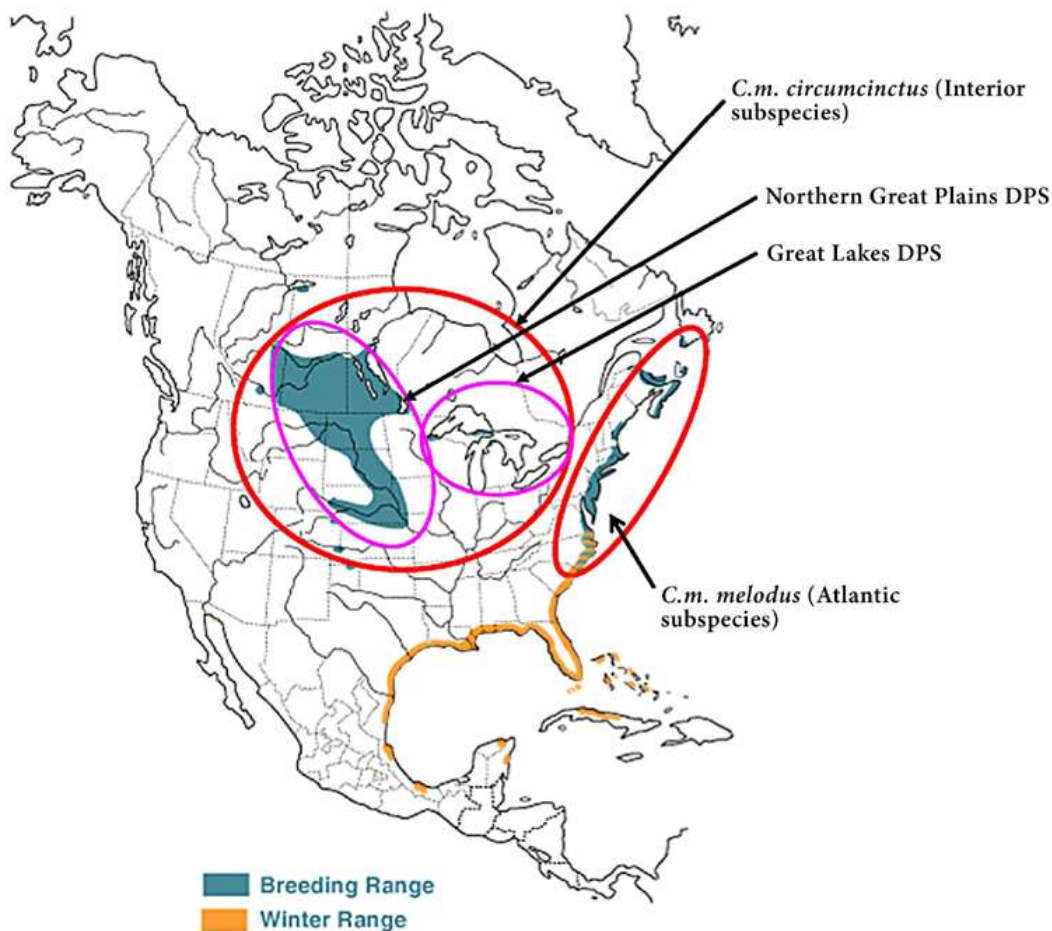 C.m. circumcinctus (Interior
subspecies)
Northern Great Plains DPS
Great Lakes DPS
C.m. melodus (Atlantic
subspecies)
Breeding Range
Winter Range